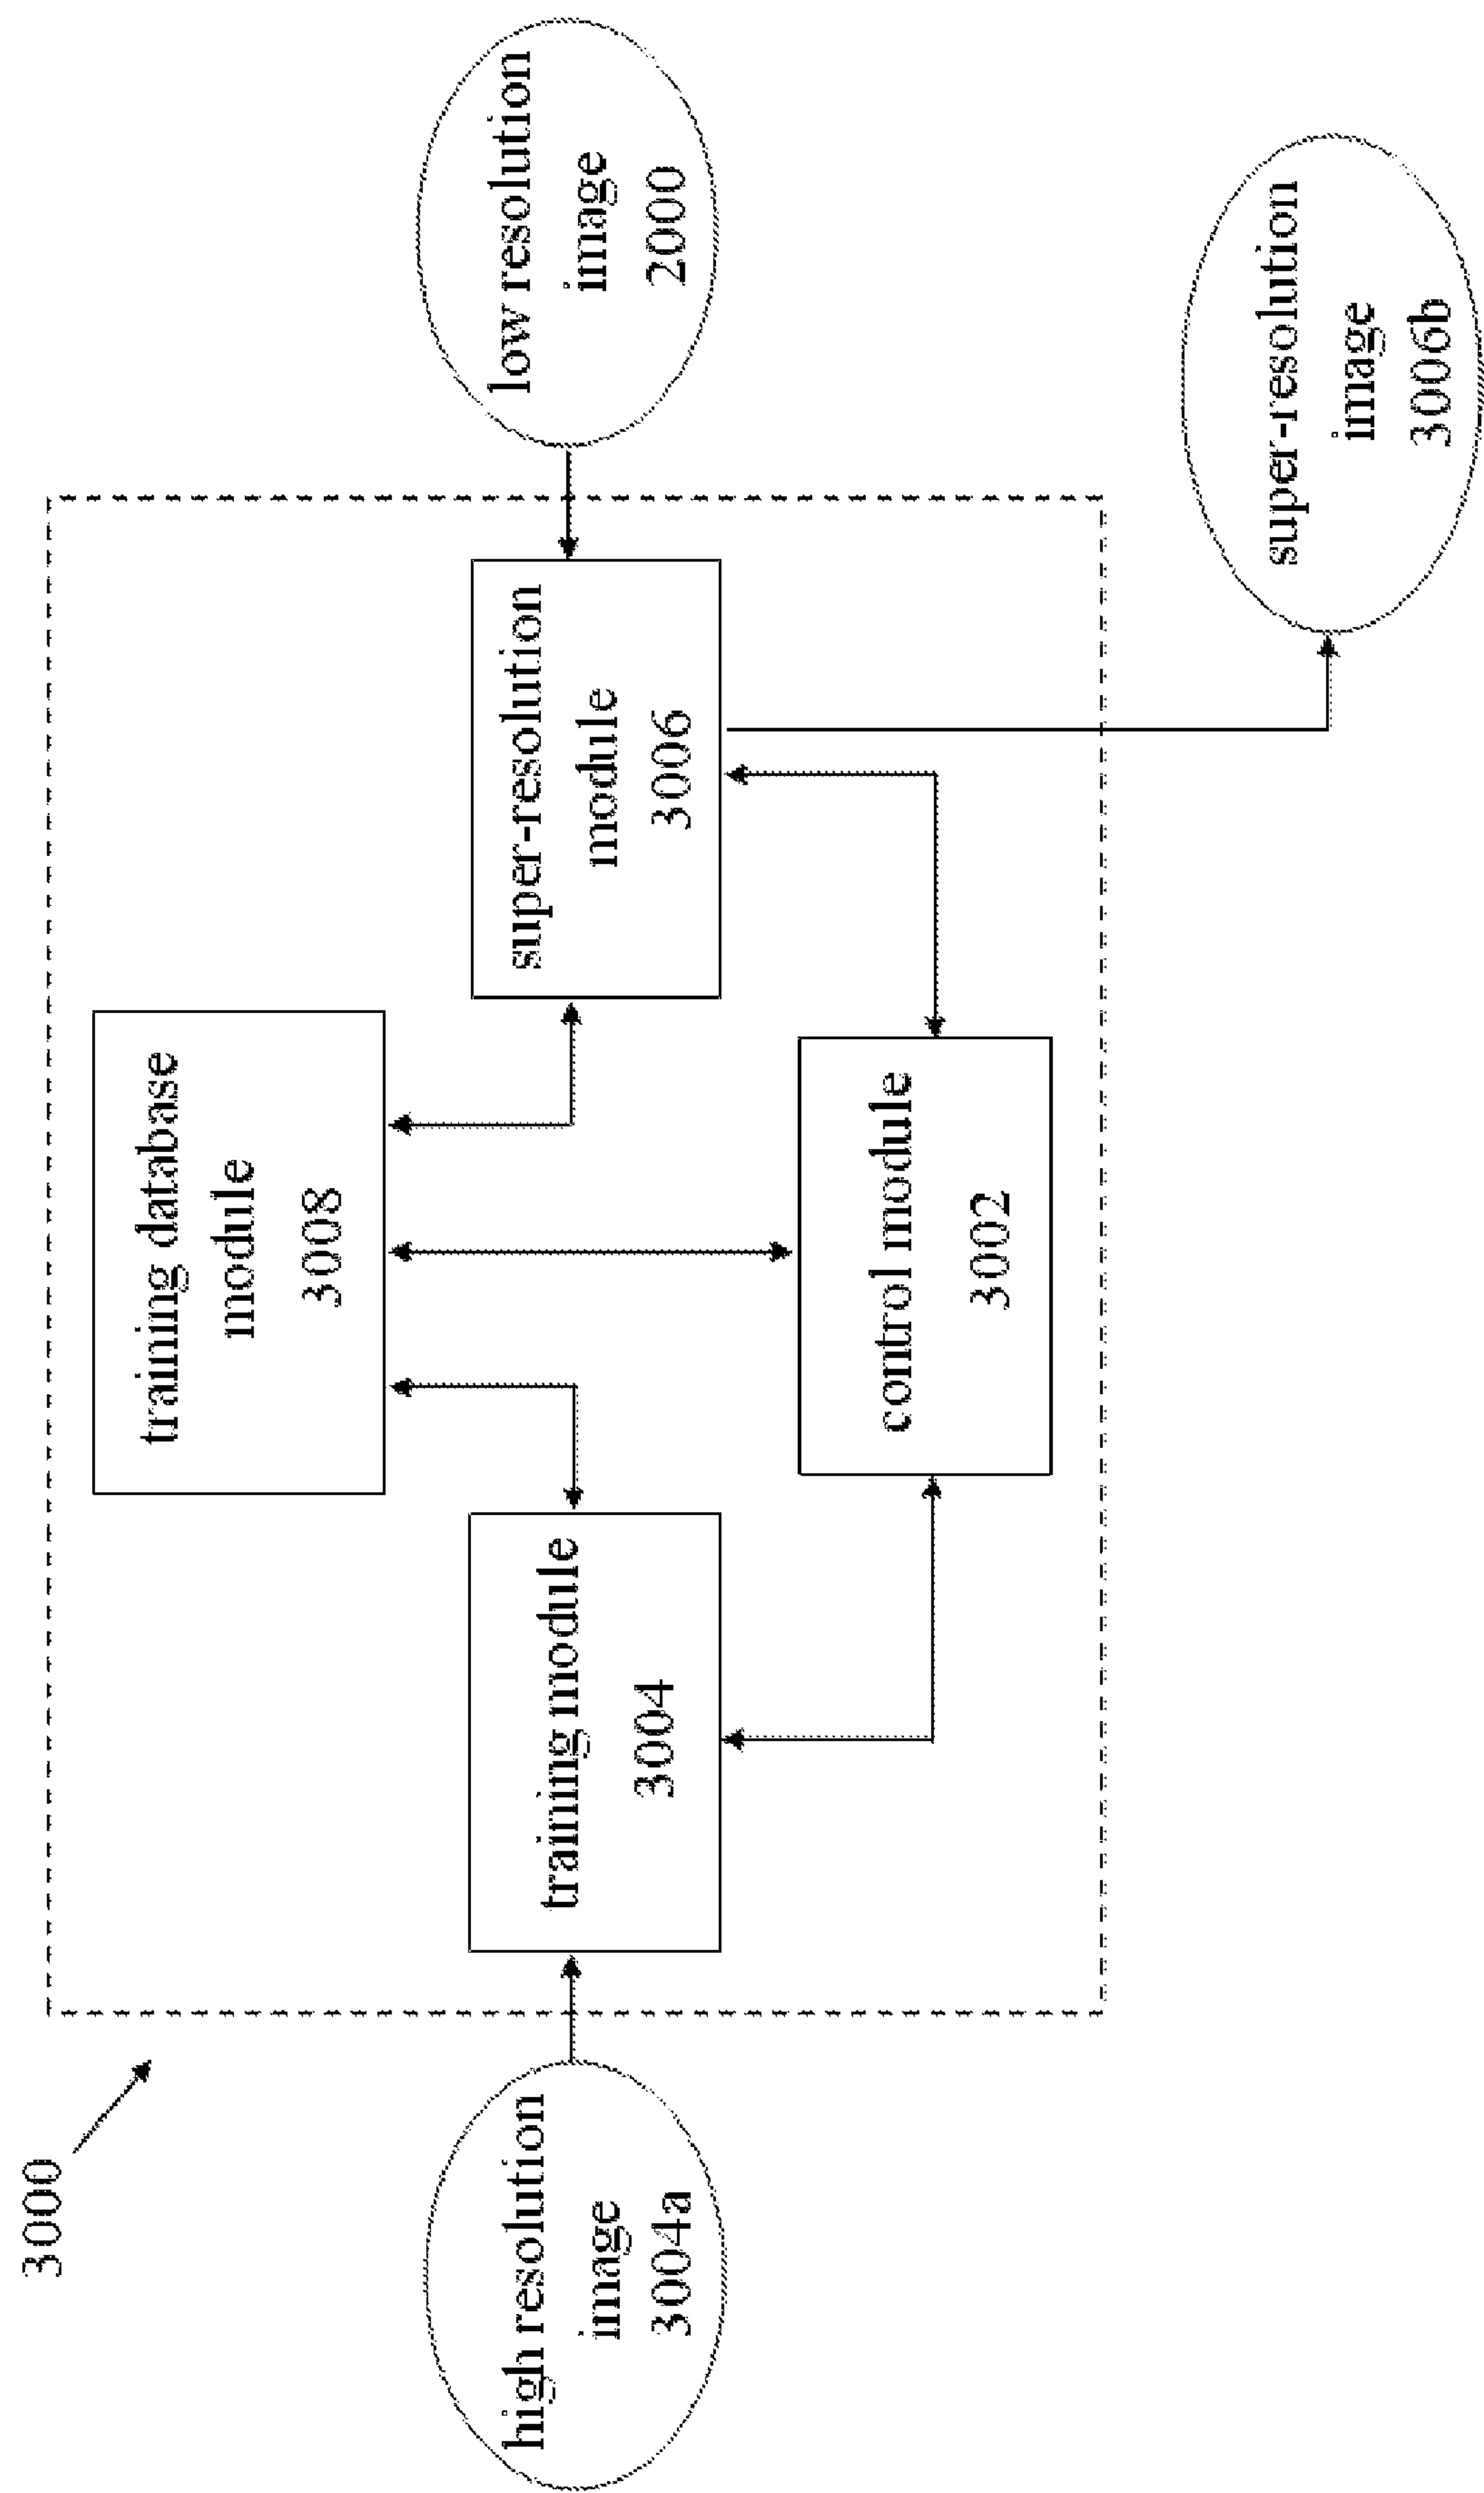 3000
training database
module
3008
high resolution
image
3004a
training module
3004
super-resolution
module
3006
low resolution
image
2000
control module
3002
super-resolution
image
3006b